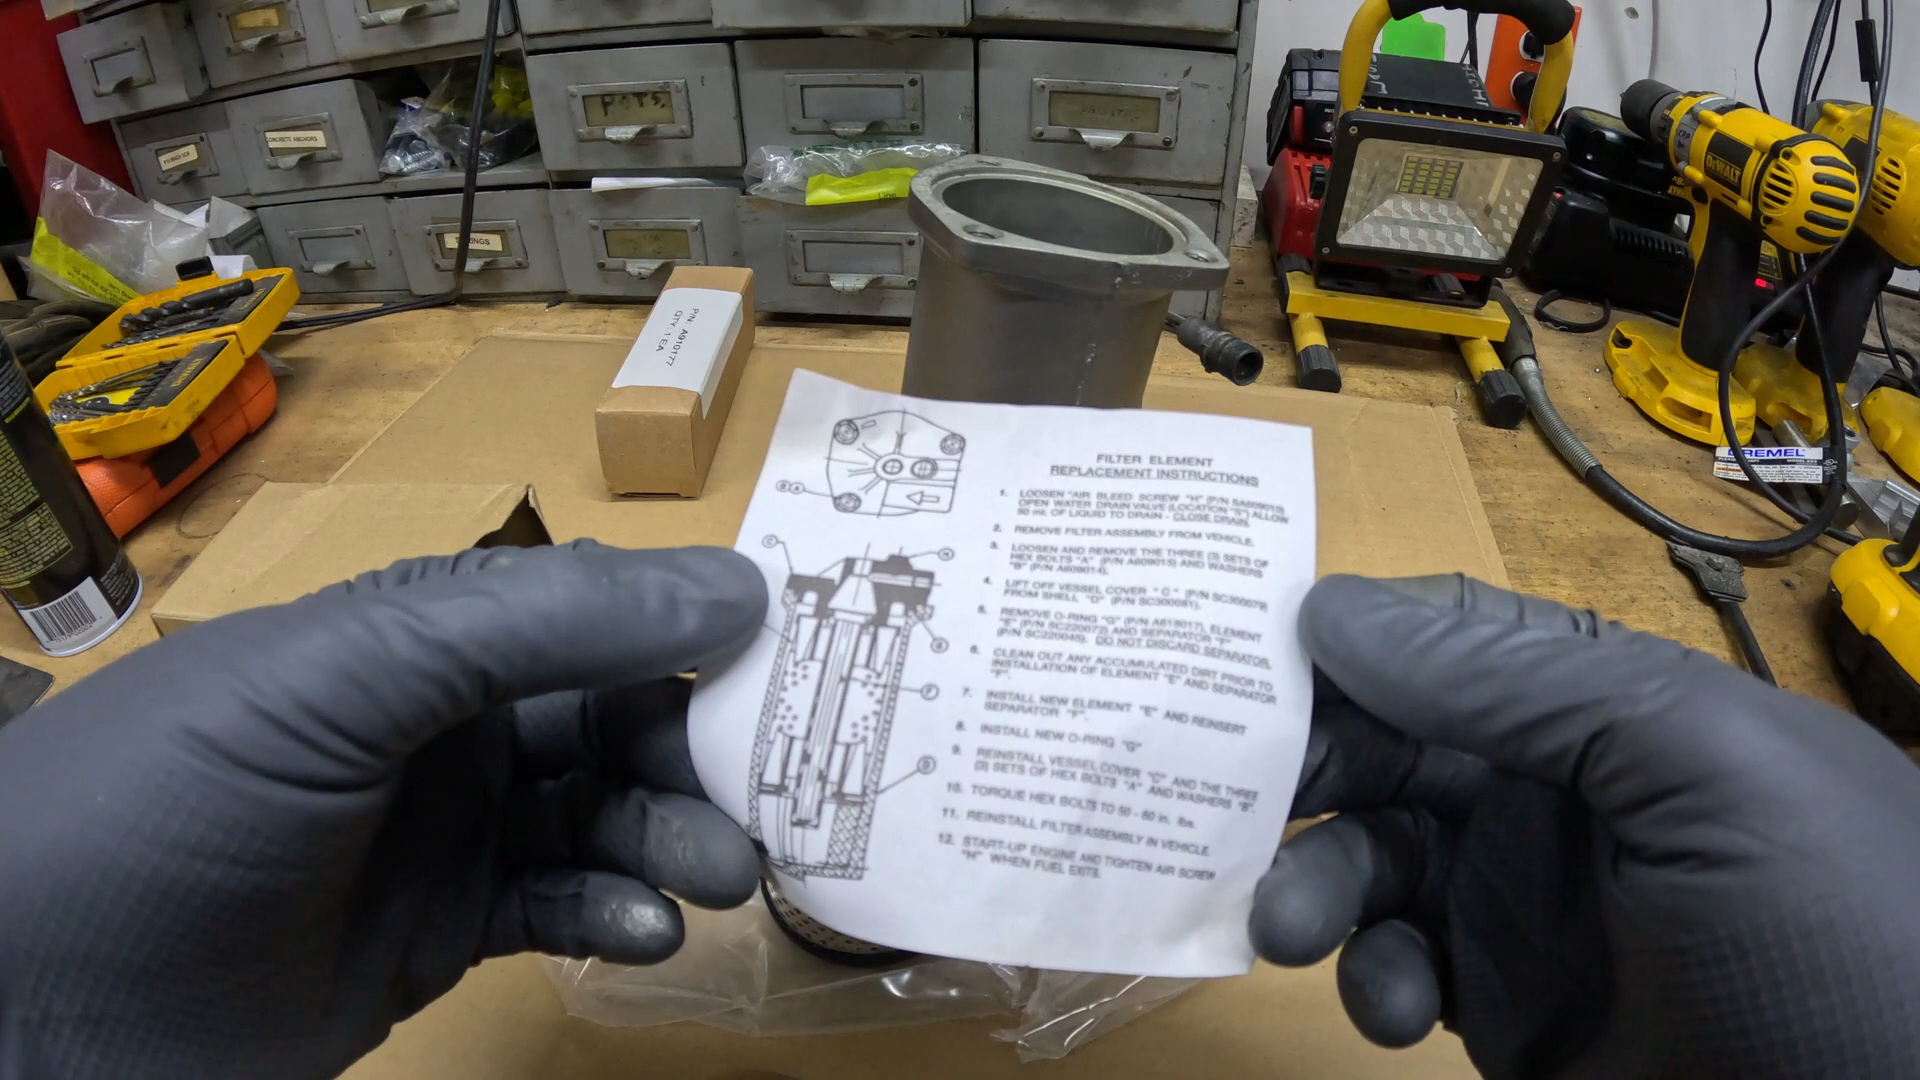 P/N: A910177
QTY: 1 EA
CONCRETE ANCHORS
DEWALT
DREMEL
FILTER ELEMENT
REPLACEMENT INSTRUCTIONS
1. LOOSEN "AIR BLEED SCREW "H" (P/N SA609015)
OPEN WATER DRAIN VALVE (LOCATION "S") ALLOW
50 ml. OF LIQUID TO DRAIN - CLOSE DRAIN.
2. REMOVE FILTER ASSEMBLY FROM VEHICLE.
3. LOOSEN AND REMOVE THE THREE (3) SETS OF
HEX BOLTS "A" (P/N A609015) AND WASHERS
"B" (P/N A609014).
4. LIFT OFF VESSEL COVER "C" (P/N SC300079)
FROM SHELL "D" (P/N SC300081).
5. REMOVE O-RING "G" (P/N A618017), ELEMENT
"E" (P/N SC220072) AND SEPARATOR "F"
(P/N SC220045). DO NOT DISCARD SEPARATOR.
6. CLEAN OUT ANY ACCUMULATED DIRT PRIOR TO
INSTALLATION OF ELEMENT "E" AND SEPARATOR
"F".
7. INSTALL NEW ELEMENT "E" AND REINSERT
SEPARATOR "F".
8. INSTALL NEW O-RING "G"
9. REINSTALL VESSEL COVER "C" AND THE THREE
(3) SETS OF HEX BOLTS "A" AND WASHERS "B".
10. TORQUE HEX BOLTS TO 50 - 60 in. lbs.
11. REINSTALL FILTER ASSEMBLY IN VEHICLE.
12. START-UP ENGINE AND TIGHTEN AIR SCREW
"H" WHEN FUEL EXITS.
B A
C
H
F
D